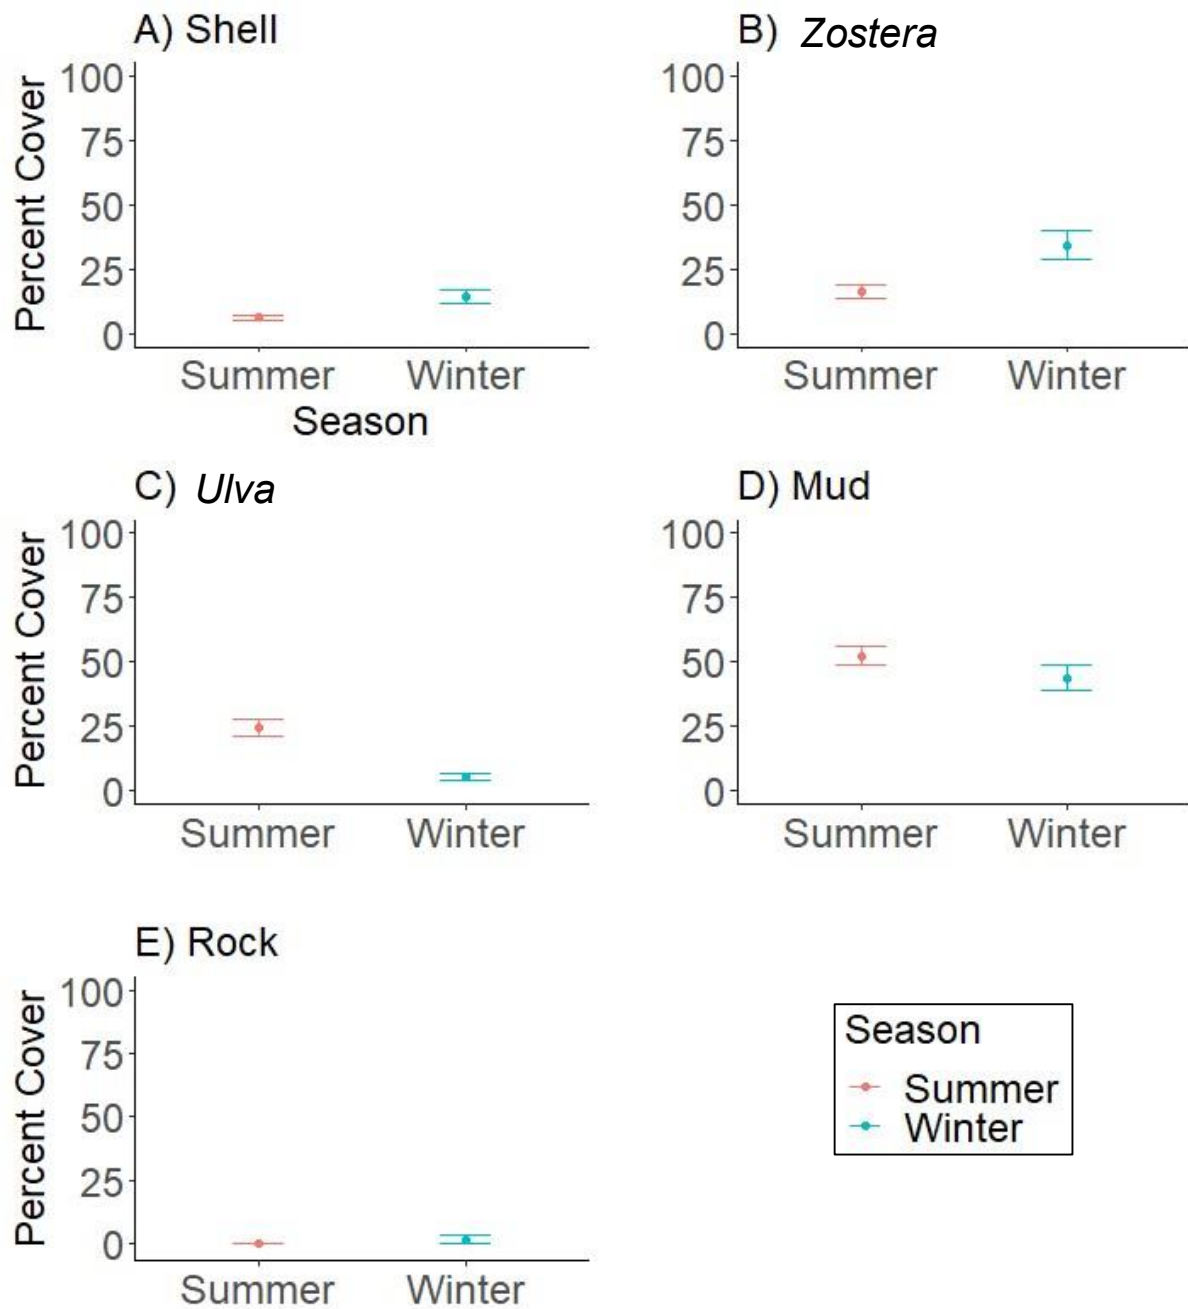 A) Shell
Percent Cover
100
75
50
25
0
Summer Winter
Season
B) Zostera
100
75
50
25
0
Summer Winter
C) Ulva
Percent Cover
100
75
50
25
0
Summer Winter
D) Mud
100
75
50
25
0
Summer Winter
E) Rock
Percent Cover
100
75
50
25
0
Summer Winter
Season
Summer
Winter